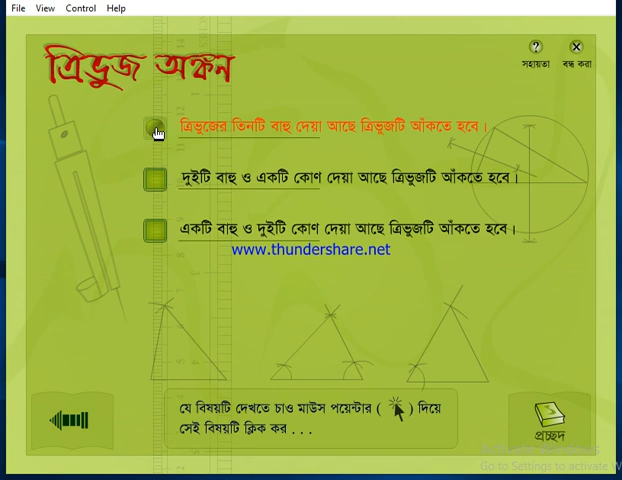 File View Control Help
ত্রিভুজ অঙ্কন
সহায়তা বন্ধ করা
ত্রিভুজের তিনটি বাহু দেয়া আছে ত্রিভুজটি আঁকতে হবে।
দুইটি বাহু ও একটি কোণ দেয়া আছে ত্রিভুজটি আঁকতে হবে।
একটি বাহু ও দুইটি কোণ দেয়া আছে ত্রিভুজটি আঁকতে হবে।
www.thundershare.net
যে বিষয়টি দেখতে চাও মাউস পয়েন্টার ( ) দিয়ে
সেই বিষয়টি ক্লিক কর . . .
প্রচ্ছদ
Activate Windows
Go to Settings to activate W